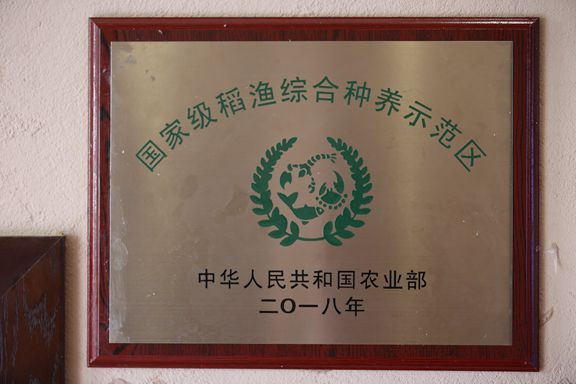 国家级稻渔综合种养示范区
中华人民共和国农业部
二O一八年